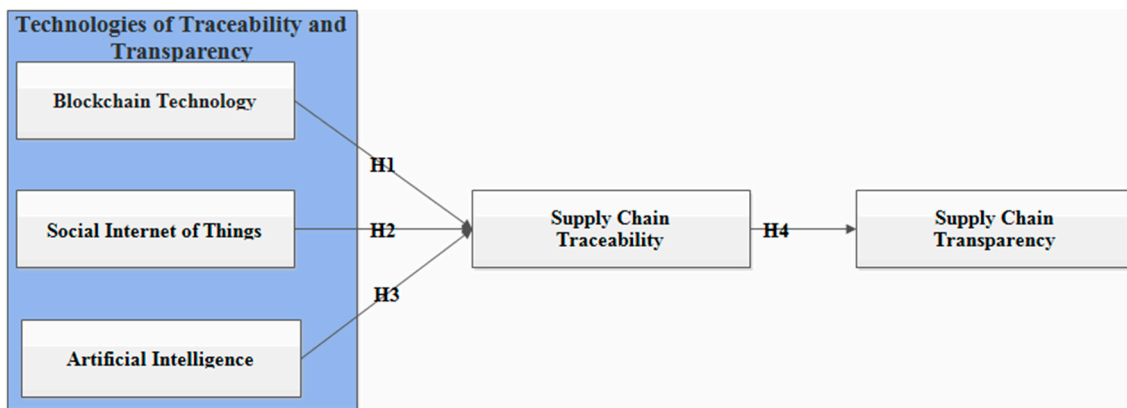 Technologies of Traceability and
Transparency
Blockchain Technology
H1
Social Internet of Things
H2
Supply Chain
Traceability
H4
Supply Chain
Transparency
H3
Artificial Intelligence